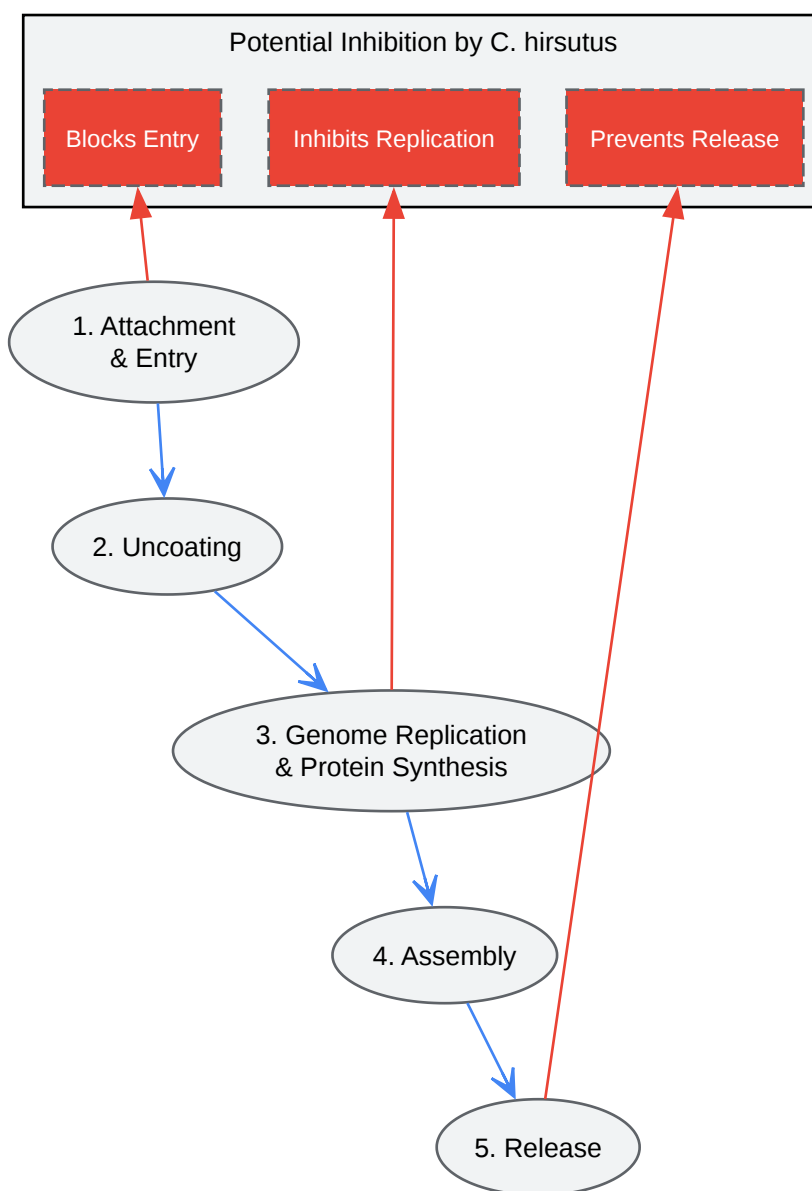 Potential Inhibition by C. hirsutus
Blocks Entry
Inhibits Replication
Prevents Release
1. Attachment
& Entry
2. Uncoating
3. Genome Replication
& Protein Synthesis
4. Assembly
5. Release